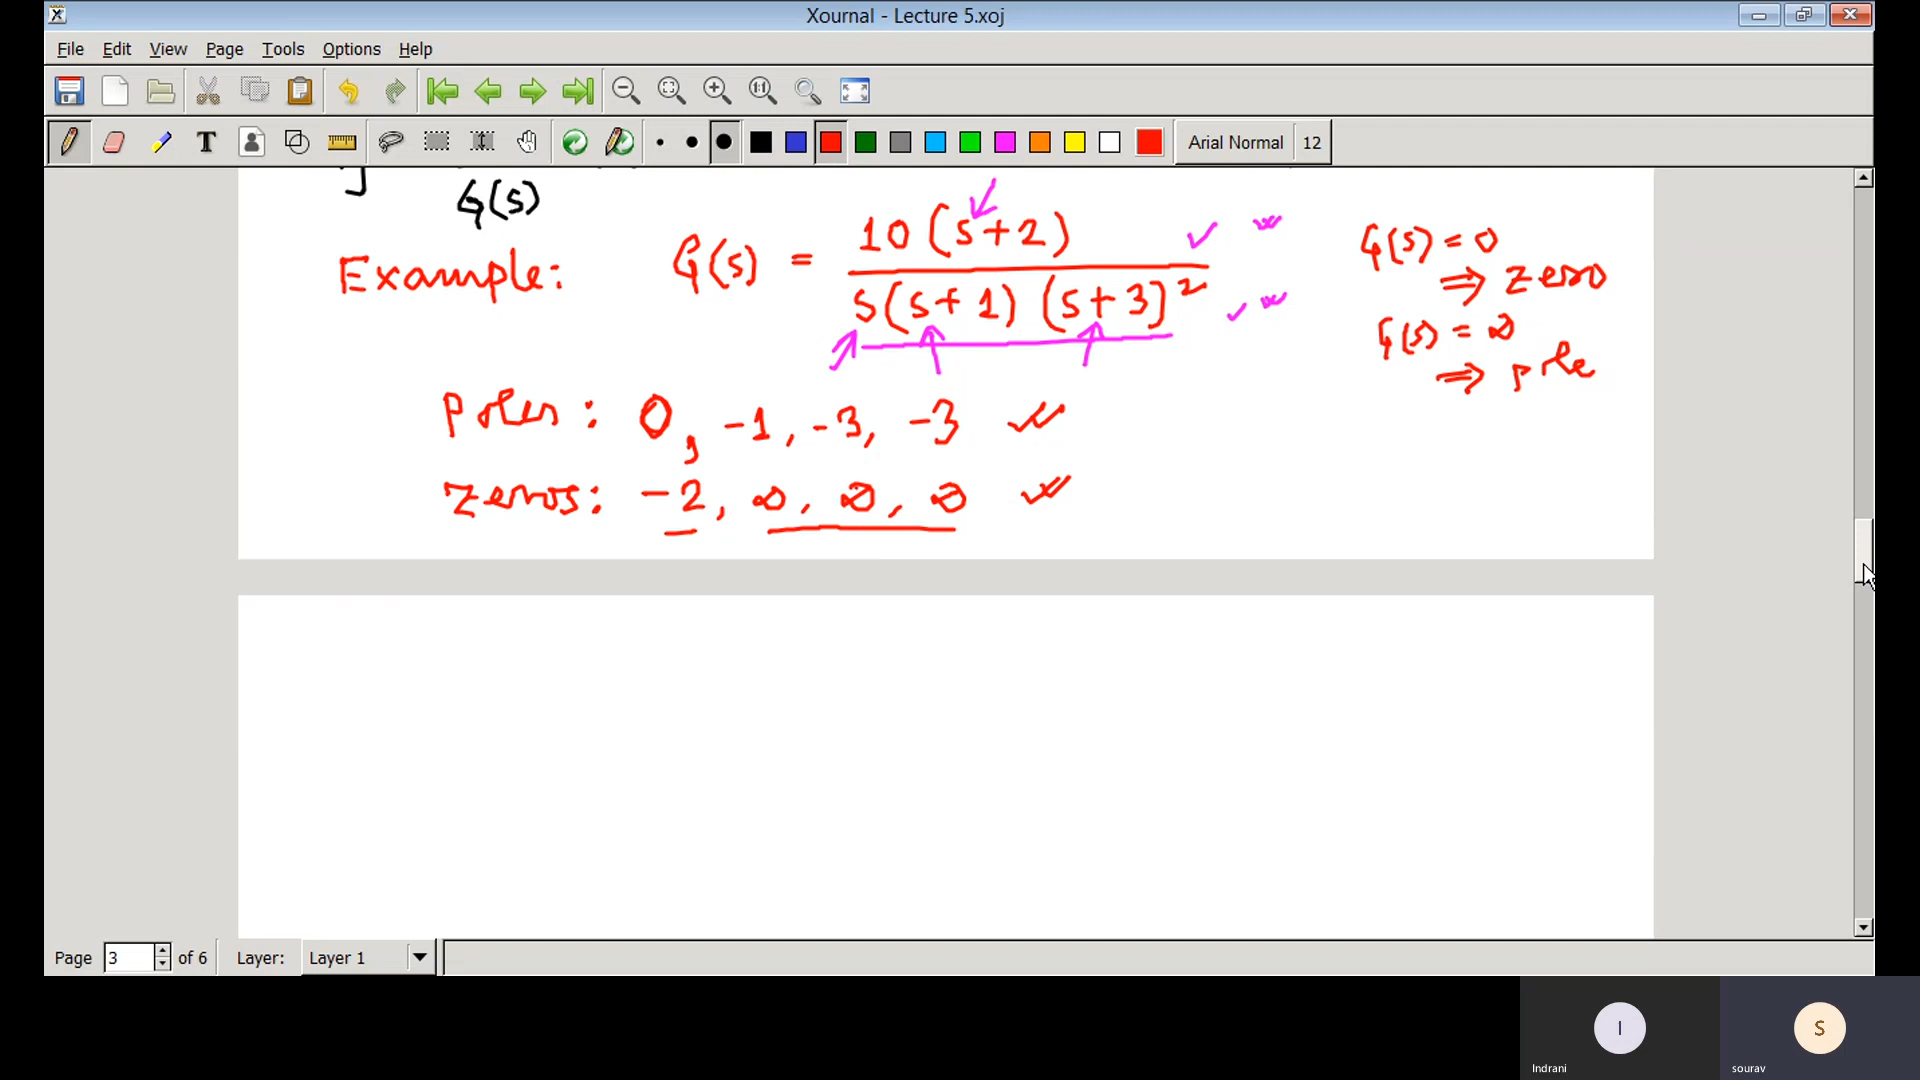 Xournal - Lecture 5.xoj
File Edit View Page Tools Options Help
Arial Normal 12
G(s)
Example: G(s) = 10(s+2) / s(s+1)(s+3)²
G(s) = 0
⇒ zero
G(s) = ∞
⇒ pole
Poles: 0, -1, -3, -3
Zeros: -2, ∞, ∞, ∞
Page 3 of 6 Layer: Layer 1
I S
Indrani sourav